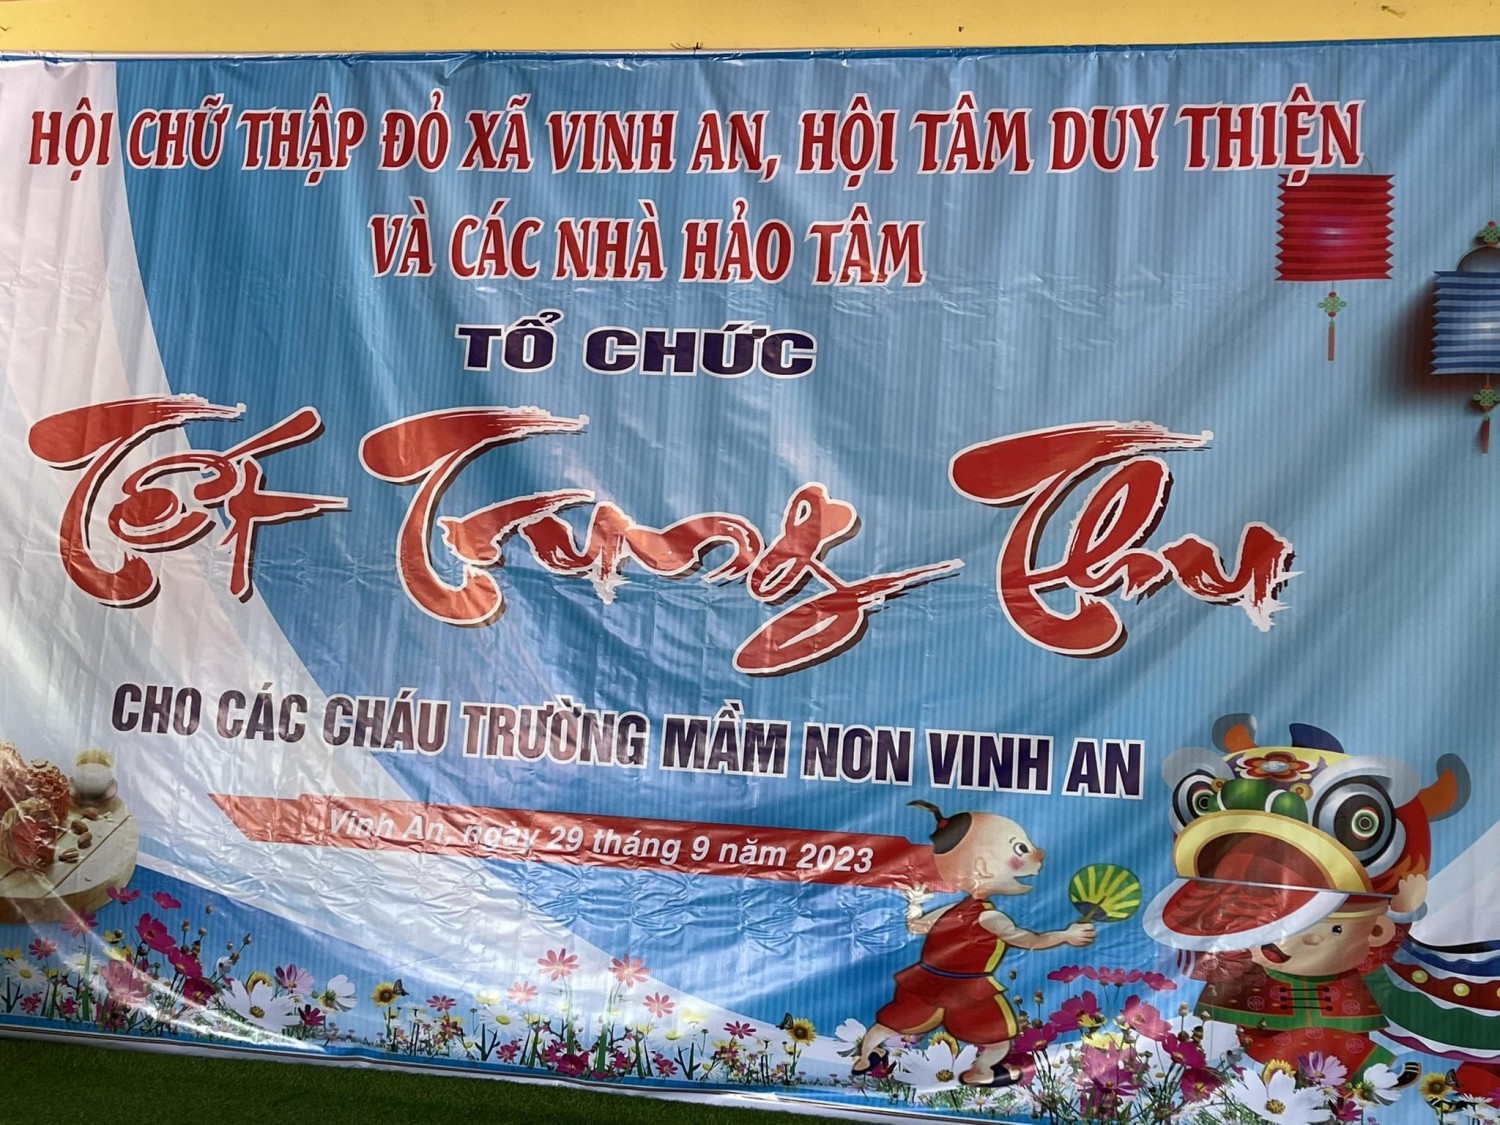 HỘI CHỮ THẬP ĐỎ XÃ VINH AN, HỘI TÂM DUY THIỆN
VÀ CÁC NHÀ HẢO TÂM
TỔ CHỨC
Tết Trung Thu
CHO CÁC CHÁU TRƯỜNG MẦM NON VINH AN
Vinh An, ngày 29 tháng 9 năm 2023